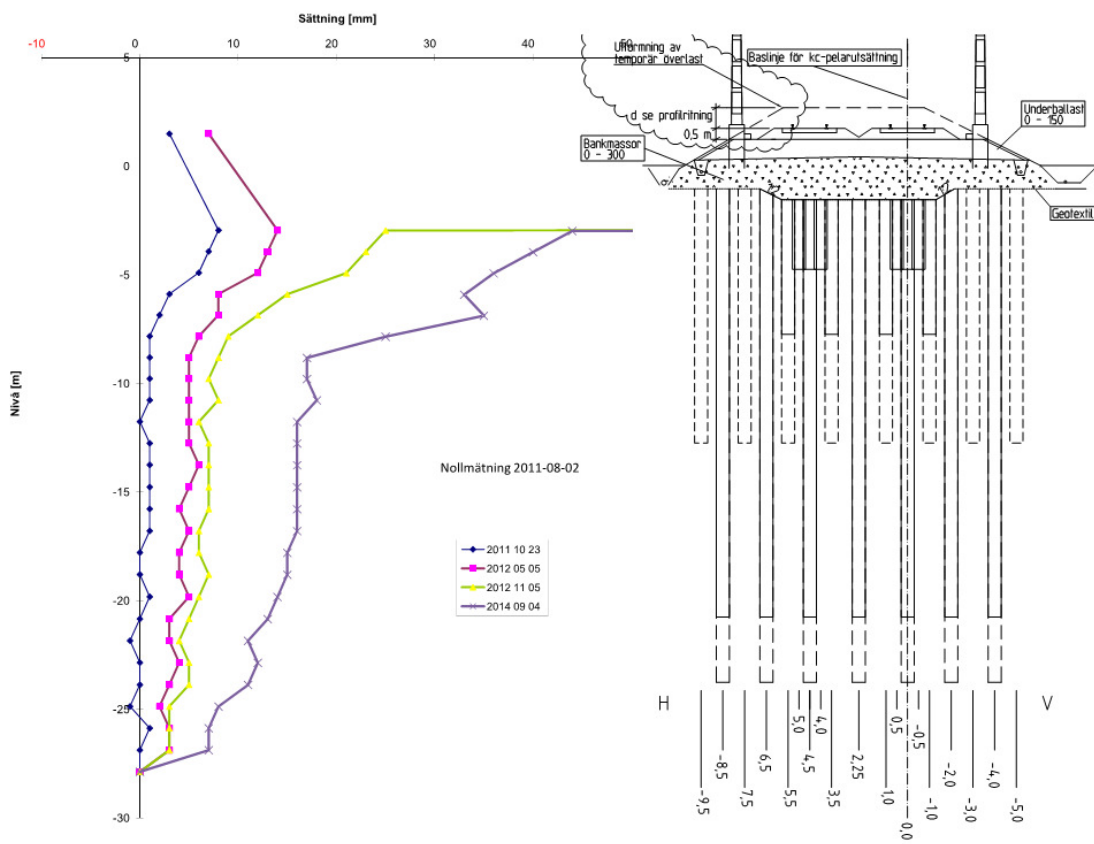 Sättning [mm]
-10
0
10
20
30
40
50
5
0
-5
-10
-15
-20
-25
-30
Nivå [m]
Nollmätning 2011-08-02
2011 10 23
2012 05 05
2012 11 05
2014 09 04
Utformning av
temporär överlast
Baslinje för kc-pelarutsättning
d se profilritning
0,5 m
Underballast
0 - 150
Bankmassor
0 - 300
Geotextil
H
V
-9,5
-8,5
7,5
6,5
5,5
5,0
4,5
4,0
3,5
2,25
1,0
0,5
0,0
-0,5
-1,0
-2,0
-3,0
-4,0
-5,0